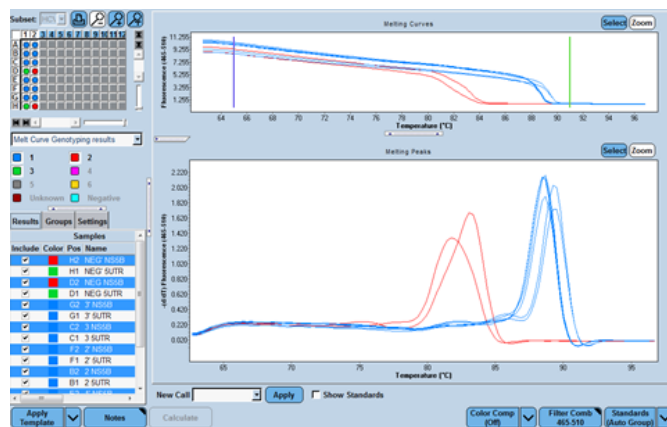 Subset:
Melting Curves
Select Zoom
1 2 3 4 5 6 7 8 9 10 11 12
A
B
C
D
E
F
G
H
11.255
9.255
7.255
5.255
3.255
1.255
Fluorescence (465-510)
64 66 68 70 72 74 76 78 80 82 84 86 88 90 92 94 96
Temperature (°C)
Melt Curve Genotyping results
1 2
3 4
5 6
Unknown Negative
Melting Peaks
Select Zoom
2.220
2.020
1.820
1.620
1.420
1.220
1.020
0.820
0.620
0.420
0.220
0.020
-(d/dT) Fluorescence (465-510)
65 70 75 80 85 90 95
Temperature (°C)
Results Groups Settings
Samples
Include Color Pos Name
H2 NEG' NS5B
H1 NEG' 5UTR
D2 NEG NS5B
D1 NEG 5UTR
G2 3' NS5B
G1 3' 5UTR
C2 3 NS5B
C1 3 5UTR
F2 2' NS5B
F1 2' 5UTR
B2 2 NS5B
B1 2 5UTR
New Call Apply Show Standards
Apply Template Notes Calculate
Color Comp (Off)
Filter Comb 465-510
Standards (Auto Group)